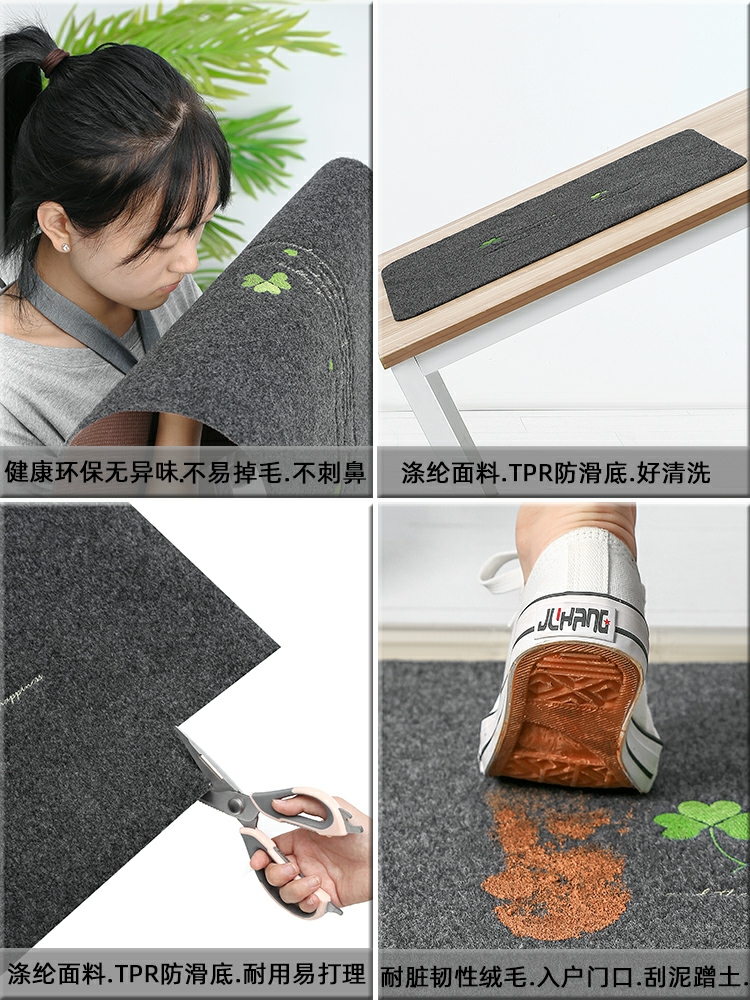 健康环保无异味.不易掉毛.不刺鼻
涤纶面料.TPR防滑底.好清洗
涤纶面料.TPR防滑底.耐用易打理
JUHANG
耐脏韧性绒毛.入户门口.刮泥蹭土.